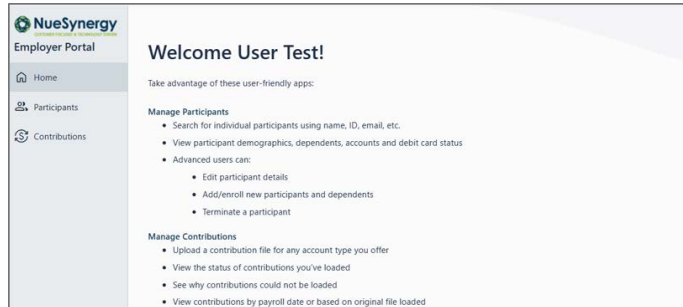 NueSynergy
CUSTOMER FOCUSED & TECHNOLOGY DRIVEN
Employer Portal
Home
Participants
Contributions
Welcome User Test!
Take advantage of these user-friendly apps:
Manage Participants
• Search for individual participants using name, ID, email, etc.
• View participant demographics, dependents, accounts and debit card status
• Advanced users can:
• Edit participant details
• Add/enroll new participants and dependents
• Terminate a participant
Manage Contributions
• Upload a contribution file for any account type you offer
• View the status of contributions you've loaded
• See why contributions could not be loaded
• View contributions by payroll date or based on original file loaded